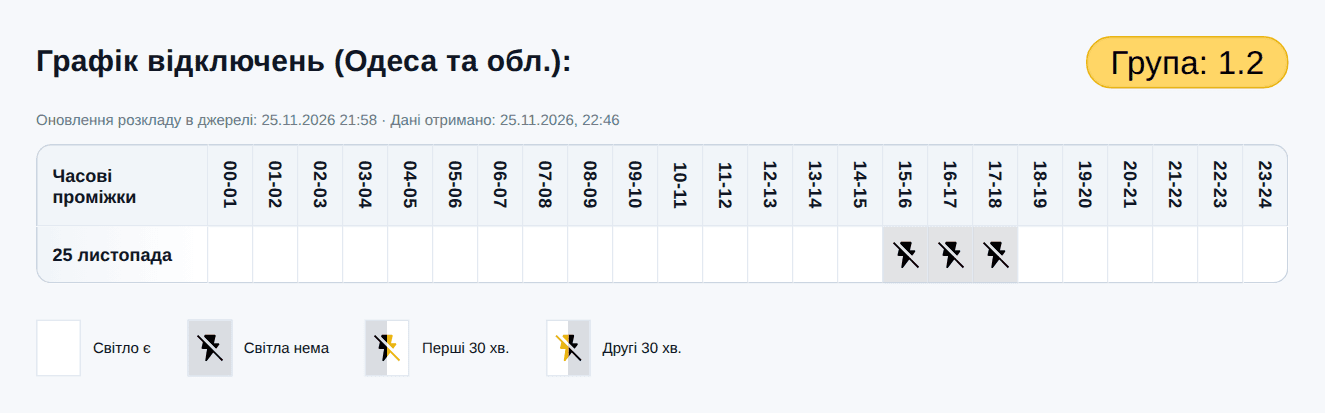 Графік відключень (Одеса та обл.):
Група: 1.2
Оновлення розкладу в джерелі: 25.11.2026 21:58 · Дані отримано: 25.11.2026, 22:46
Часові проміжки 00-01 01-02 02-03 03-04 04-05 05-06 06-07 07-08 08-09 09-10 10-11 11-12 12-13 13-14 14-15 15-16 16-17 17-18 18-19 19-20 20-21 21-22 22-23 23-24
25 листопада
Світло є Світла нема Перші 30 хв. Другі 30 хв.